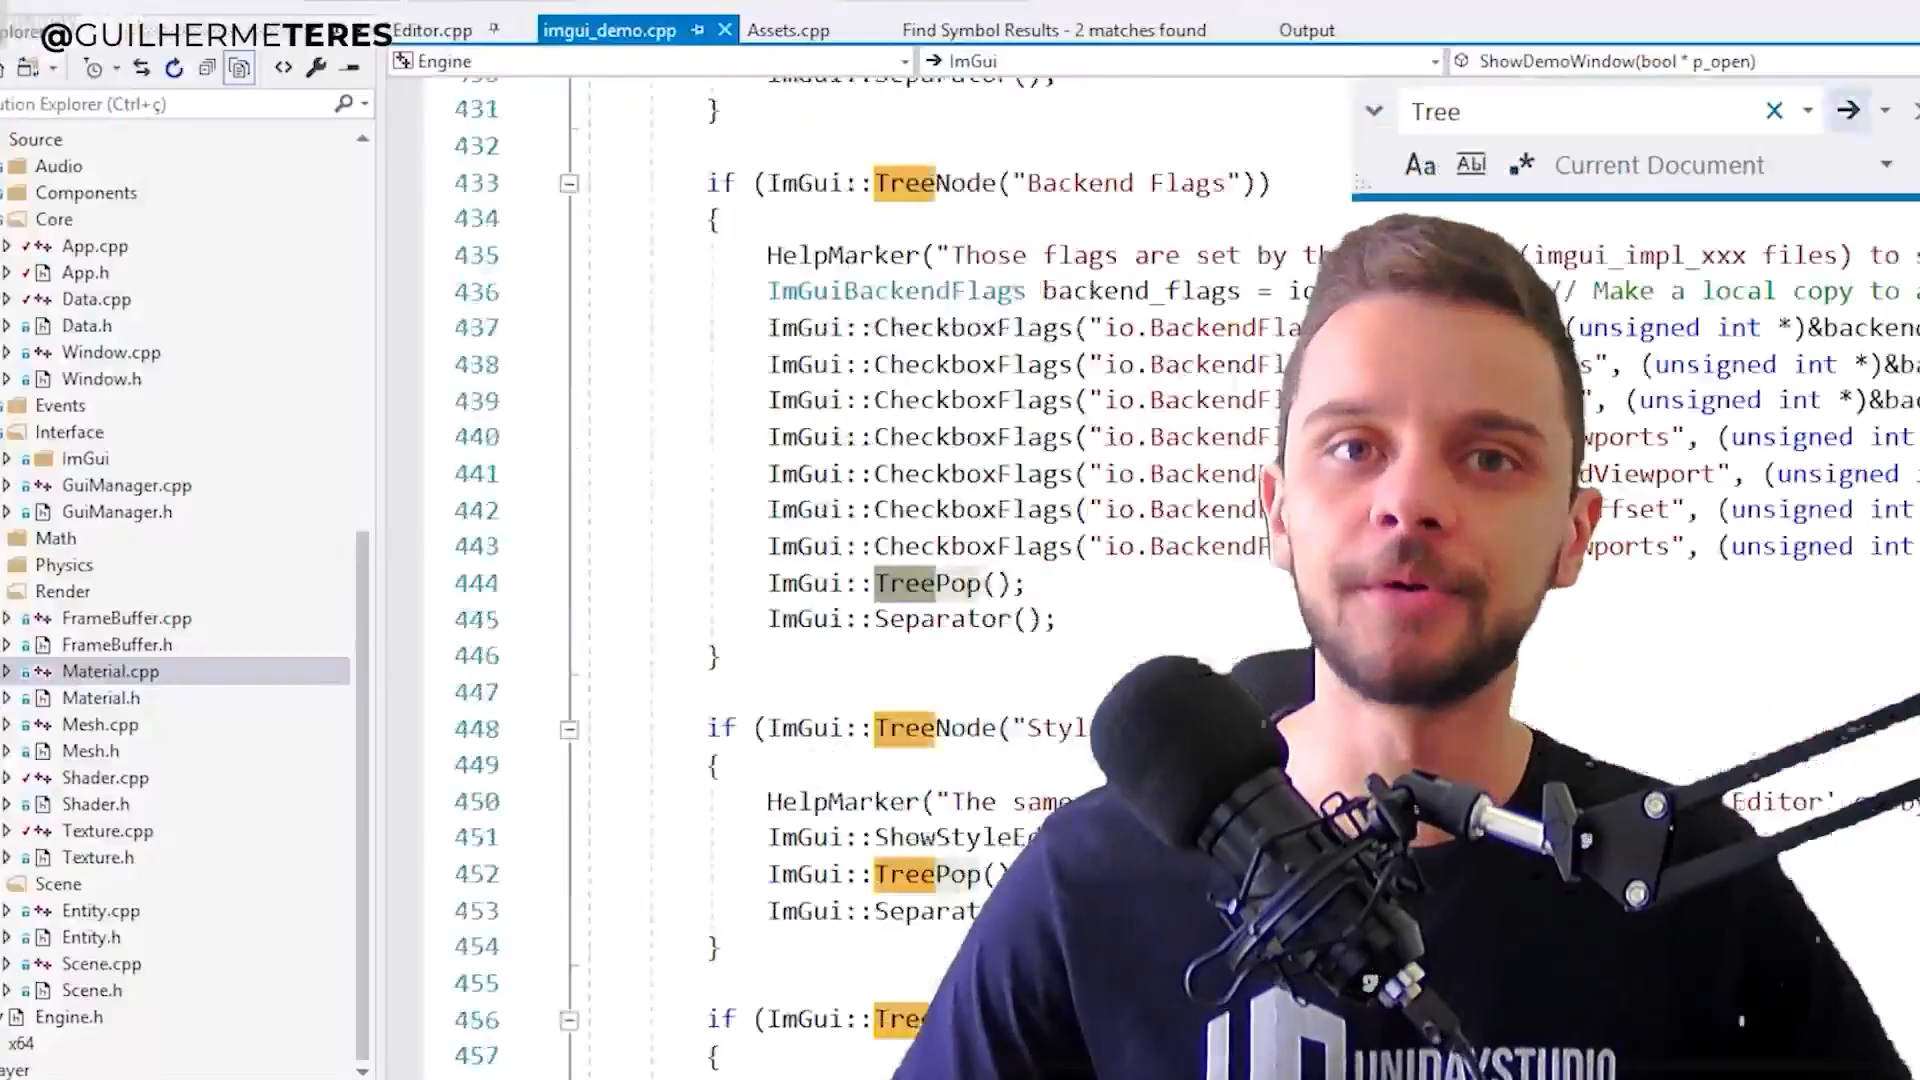 @GUILHERMETERES
Editor.cpp
imgui_demo.cpp
Assets.cpp
Find Symbol Results - 2 matches found
Output
Engine
ImGui
ShowDemoWindow(bool * p_open)
ution Explorer (Ctrl+ç)
Tree
Aa Abl .* Current Document
Source
Audio
Components
Core
App.cpp
App.h
Data.cpp
Data.h
Window.cpp
Window.h
Events
Interface
ImGui
GuiManager.cpp
GuiManager.h
Math
Physics
Render
FrameBuffer.cpp
FrameBuffer.h
Material.cpp
Material.h
Mesh.cpp
Mesh.h
Shader.cpp
Shader.h
Texture.cpp
Texture.h
Scene
Entity.cpp
Entity.h
Scene.cpp
Scene.h
Engine.h
x64
ayer
ImGui::Separator();
431 }
432
433 if (ImGui::TreeNode("Backend Flags"))
434 {
435 HelpMarker("Those flags are set by th (imgui_impl_xxx files) to s
436 ImGuiBackendFlags backend_flags = io // Make a local copy to a
437 ImGui::CheckboxFlags("io.BackendFla (unsigned int *)&backend
438 ImGui::CheckboxFlags("io.BackendFl s", (unsigned int *)&ba
439 ImGui::CheckboxFlags("io.BackendFl ", (unsigned int *)&bac
440 ImGui::CheckboxFlags("io.BackendF wports", (unsigned int
441 ImGui::CheckboxFlags("io.Backend dViewport", (unsigned i
442 ImGui::CheckboxFlags("io.Backend ffset", (unsigned int
443 ImGui::CheckboxFlags("io.BackendF wports", (unsigned int
444 ImGui::TreePop();
445 ImGui::Separator();
446 }
447
448 if (ImGui::TreeNode("Styl
449 {
450 HelpMarker("The same Editor'
451 ImGui::ShowStyleEd
452 ImGui::TreePop()
453 ImGui::Separat
454 }
455
456 if (ImGui::Tree
457 {
UNIDAYSTUDIO